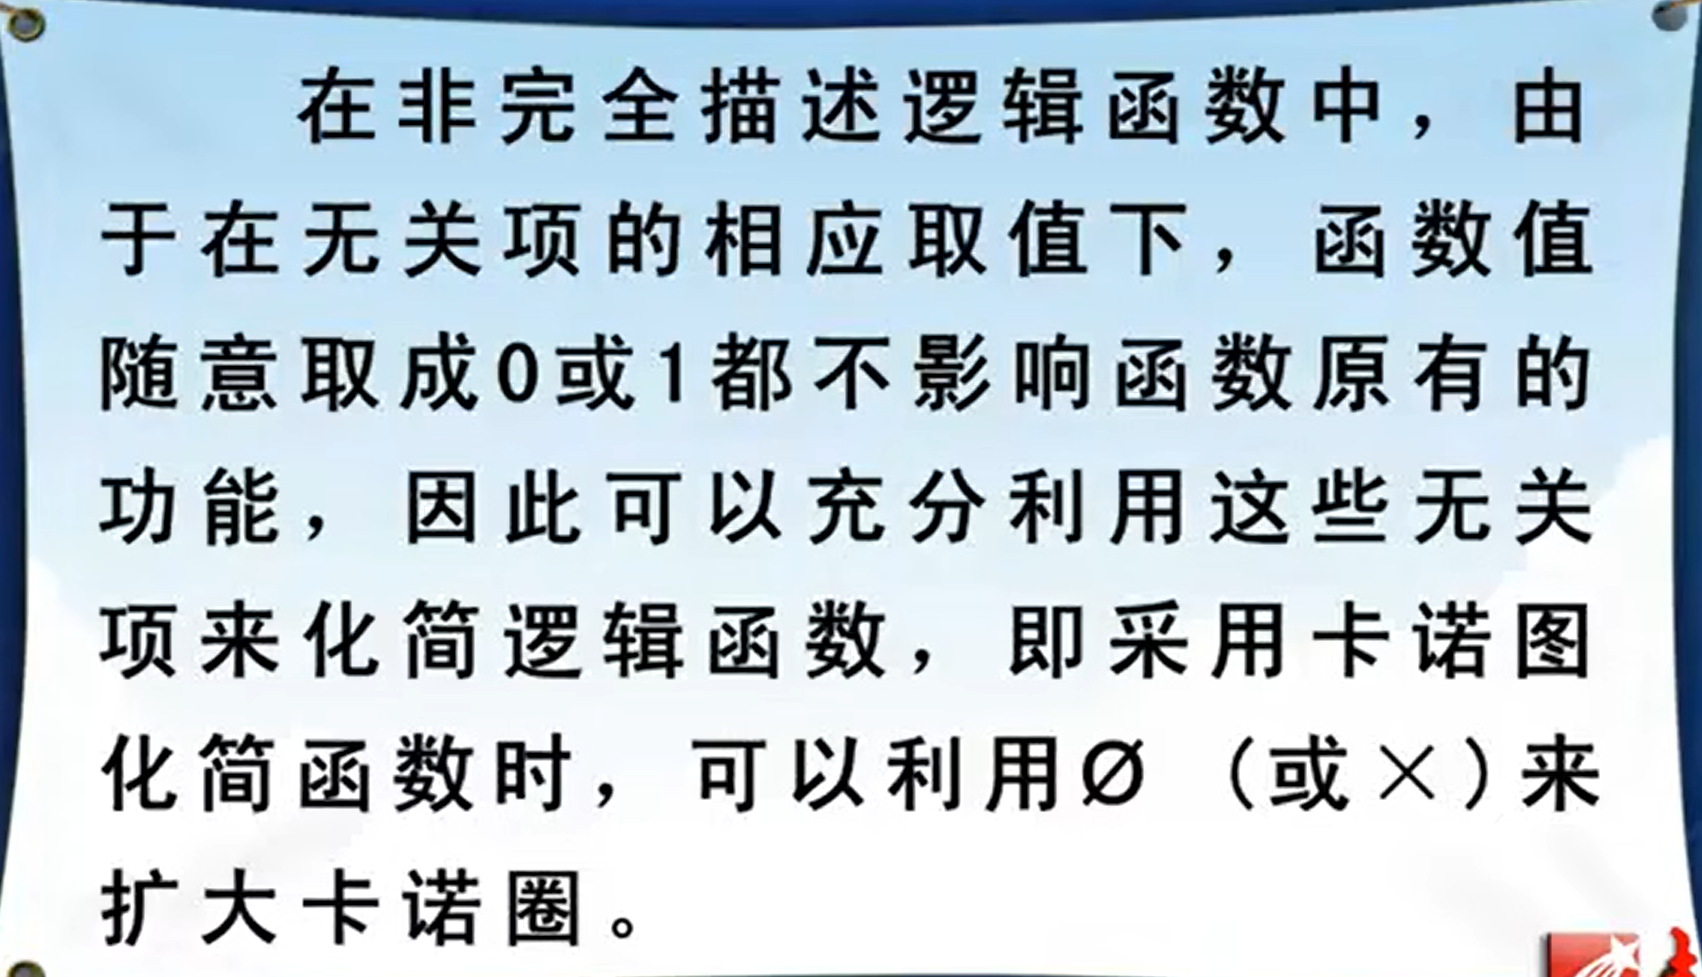 在非完全描述逻辑函数中，由
于在无关项的相应取值下，函数值
随意取成0或1都不影响函数原有的
功能，因此可以充分利用这些无关
项来化简逻辑函数，即采用卡诺图
化简函数时，可以利用Ø（或×）来
扩大卡诺圈。